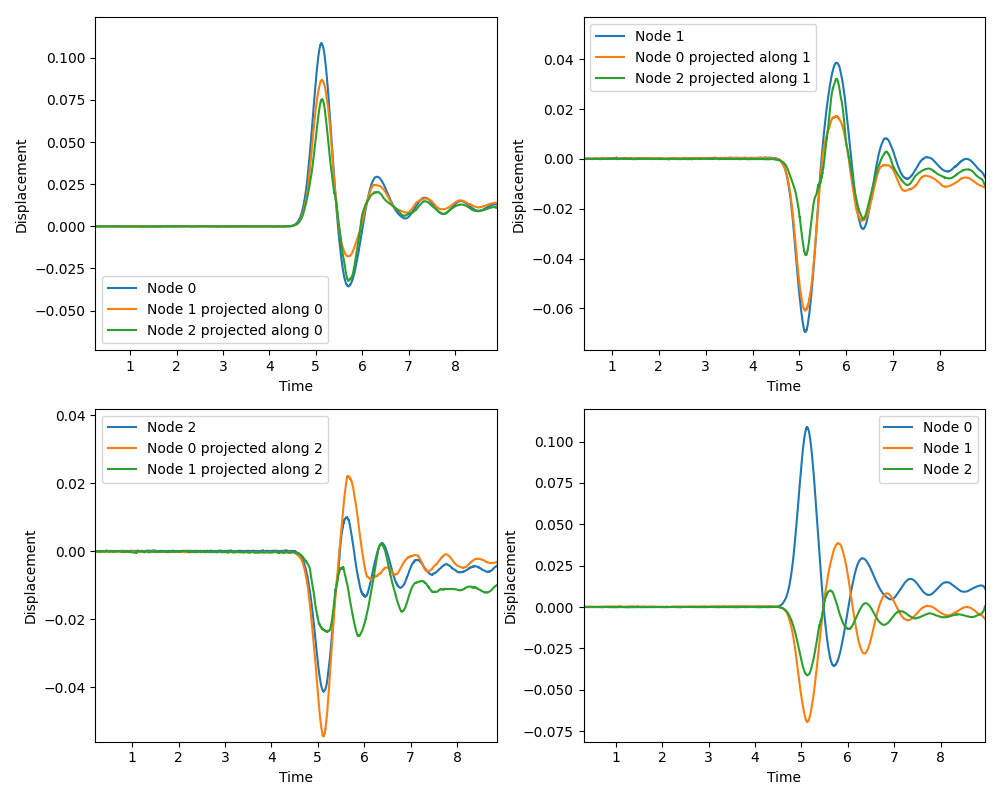 0.100
0.075
0.050
0.025
0.000
−0.025
−0.050
Displacement
Node 0
Node 1 projected along 0
Node 2 projected along 0
1 2 3 4 5 6 7 8
Time
0.04
0.02
0.00
−0.02
−0.04
−0.06
Displacement
Node 1
Node 0 projected along 1
Node 2 projected along 1
1 2 3 4 5 6 7 8
Time
0.04
0.02
0.00
−0.02
−0.04
Displacement
Node 2
Node 0 projected along 2
Node 1 projected along 2
1 2 3 4 5 6 7 8
Time
0.100
0.075
0.050
0.025
0.000
−0.025
−0.050
−0.075
Displacement
Node 0
Node 1
Node 2
1 2 3 4 5 6 7 8
Time